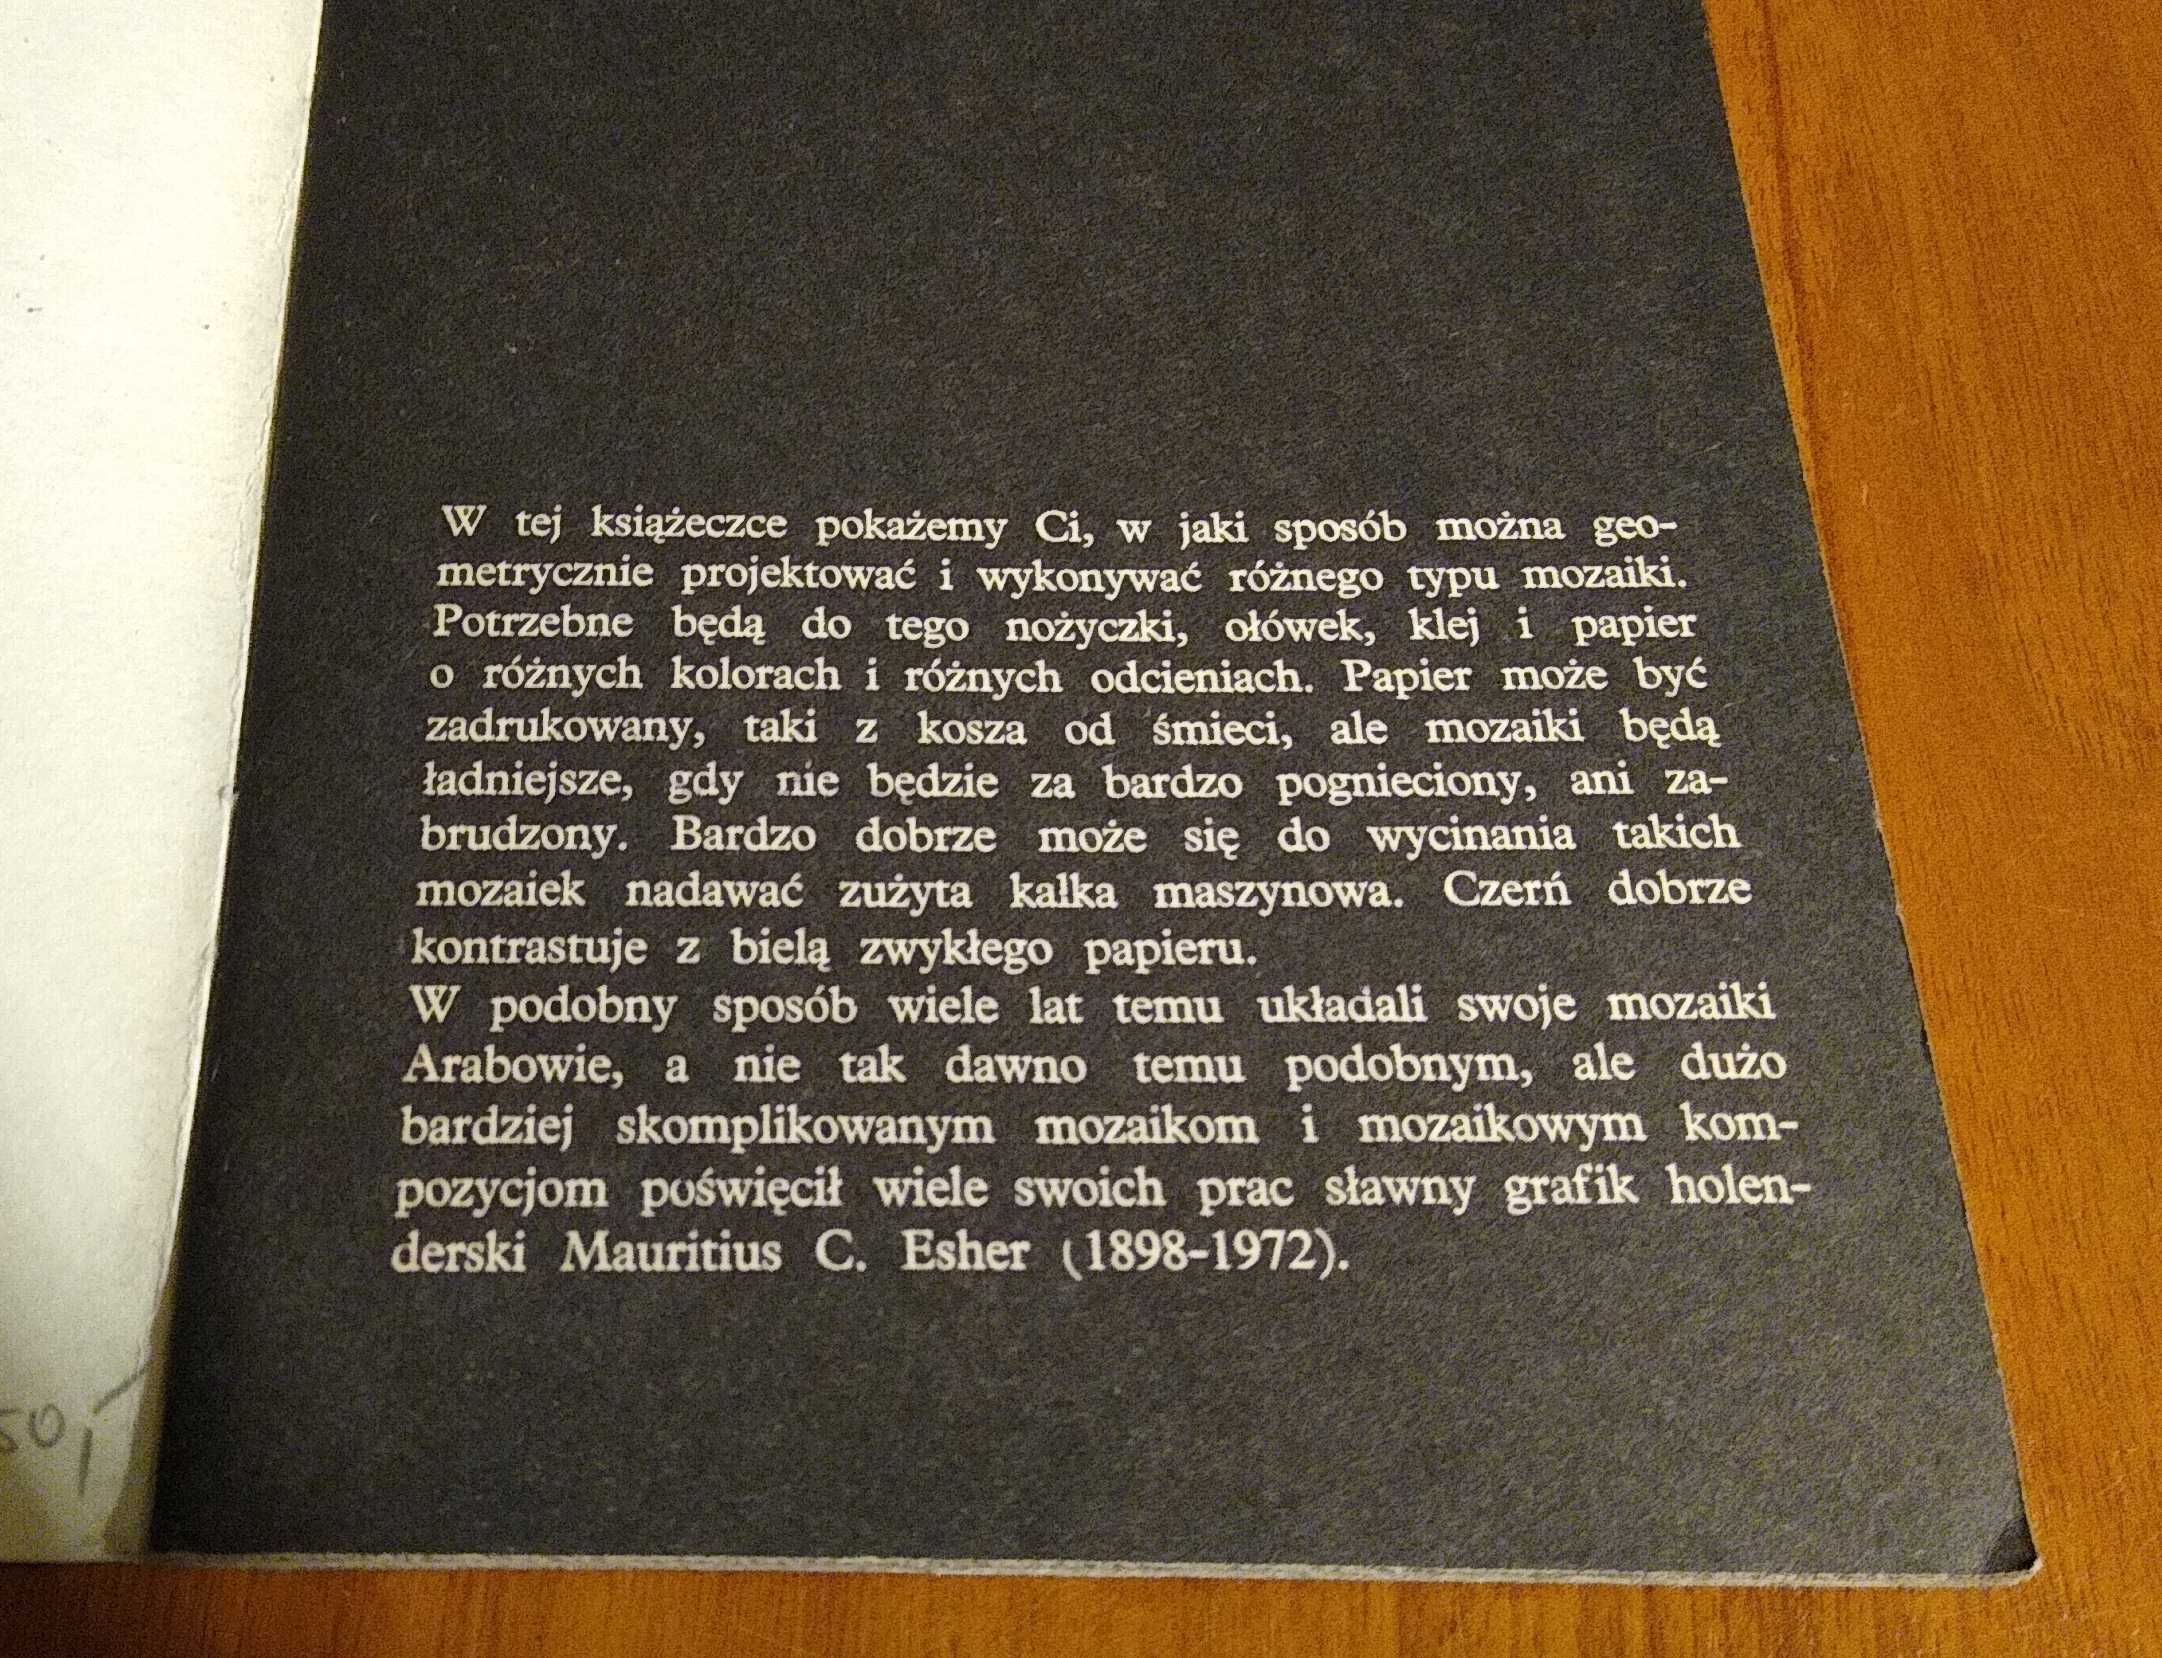 W tej książeczce pokażemy Ci, w jaki sposób można geo-
metrycznie projektować i wykonywać różnego typu mozaiki.
Potrzebne będą do tego nożyczki, ołówek, klej i papier
o różnych kolorach i różnych odcieniach. Papier może być
zadrukowany, taki z kosza od śmieci, ale mozaiki będą
ładniejsze, gdy nie będzie za bardzo pognieciony, ani za-
brudzony. Bardzo dobrze może się do wycinania takich
mozaiek nadawać zużyta kalka maszynowa. Czerń dobrze
kontrastuje z bielą zwykłego papieru.
W podobny sposób wiele lat temu układali swoje mozaiki
Arabowie, a nie tak dawno temu podobnym, ale dużo
bardziej skomplikowanym mozaikom i mozaikowym kom-
pozycjom poświęcił wiele swoich prac sławny grafik holen-
derski Mauritius C. Esher (1898-1972).